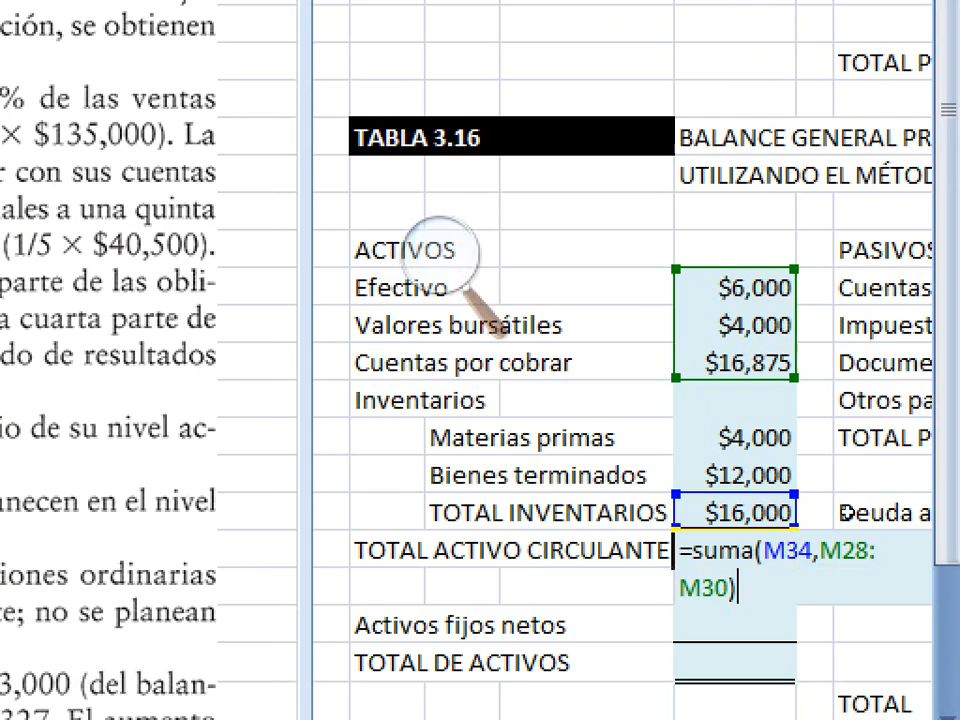 ción, se obtienen
% de las ventas
× $135,000). La
r con sus cuentas
ales a una quinta
(1/5 × $40,500).
parte de las obli-
a cuarta parte de
do de resultados
io de su nivel ac-
anecen en el nivel
iones ordinarias
te; no se planean
3,000 (del balan-
327. El aumento
TOTAL P
TABLA 3.16 BALANCE GENERAL PR
UTILIZANDO EL MÉTOD
ACTIVOS PASIVOS
Efectivo $6,000 Cuentas
Valores bursátiles $4,000 Impuest
Cuentas por cobrar $16,875 Docume
Inventarios Otros pa
Materias primas $4,000 TOTAL P
Bienes terminados $12,000
TOTAL INVENTARIOS $16,000 Deuda a
TOTAL ACTIVO CIRCULANTE =suma(M34,M28:
M30)
Activos fijos netos
TOTAL DE ACTIVOS
TOTAL